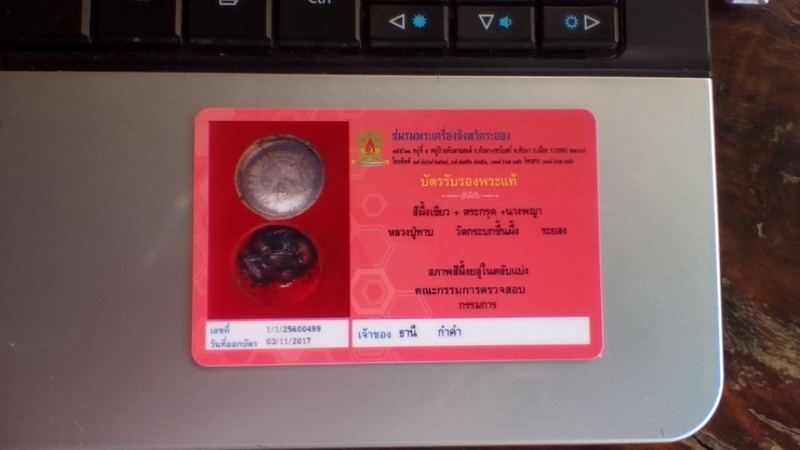 Ctrl
ชมรมพระเครื่องจังหวัดระยอง
บัตรรับรองพระแท้
สีผึ้งเขียว + ตระกรุด +นางพญา
หลวงปู่ทาบ วัดกระบกขึ้นผึ้ง ระยอง
สภาพสีผึ้งอยู่ในตลับแบ่ง
คณะกรรมการตรวจสอบ
กรรมการ
เลขที่ 1/1/25600499
วันที่ออกบัตร 03/11/2017
เจ้าของ ธานี กำดำ